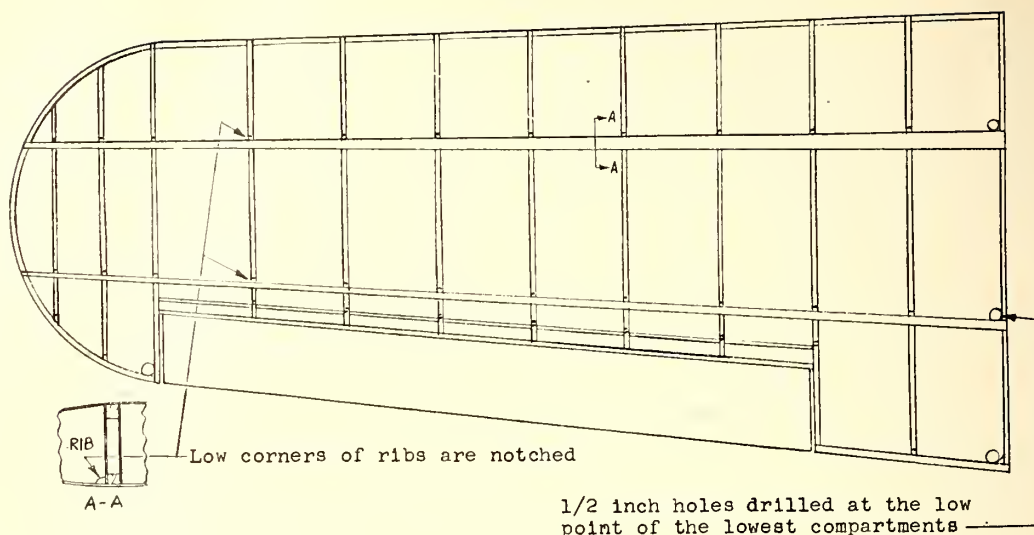 A
A
RIB
A-A
Low corners of ribs are notched
1/2 inch holes drilled at the low
point of the lowest compartments